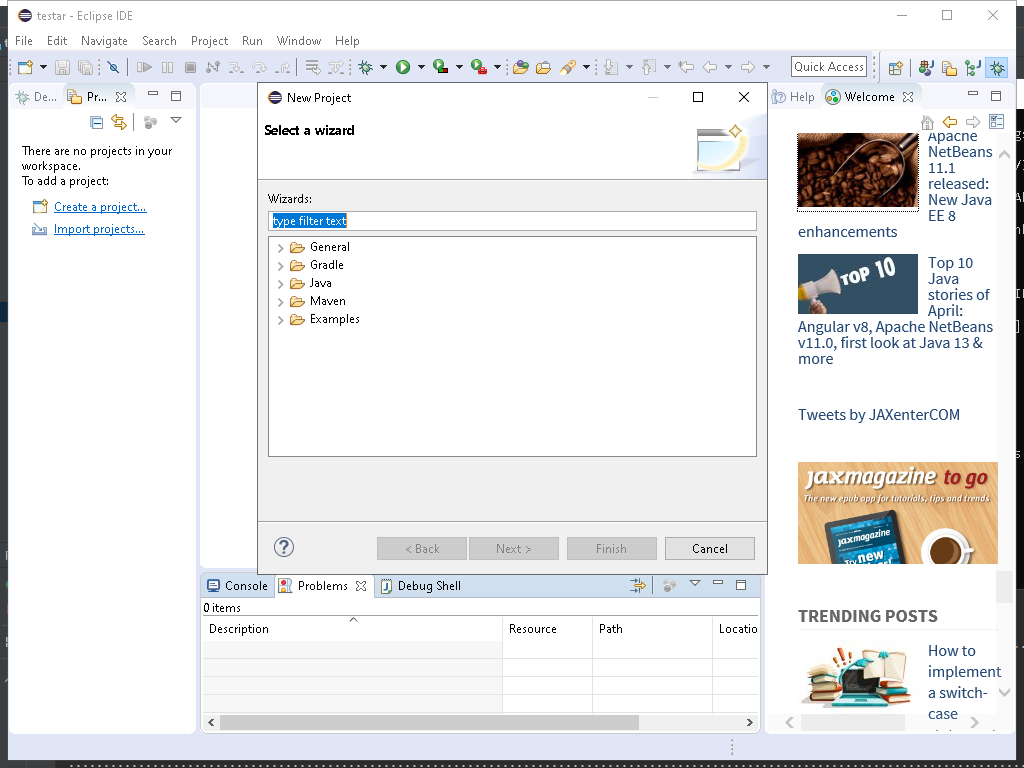 testar - Eclipse IDE
File Edit Navigate Search Project Run Window Help
Quick Access
De... Pr...
There are no projects in your
workspace.
To add a project:
Create a project...
Import projects...
New Project
Select a wizard
Wizards:
type filter text
General
Gradle
Java
Maven
Examples
< Back Next > Finish Cancel
Console Problems Debug Shell
0 items
Description Resource Path Locatio
Help Welcome
Apache
NetBeans
11.1
released:
New Java
EE 8
enhancements
TOP 10
Top 10
Java
stories of
April:
Angular v8, Apache NetBeans
v11.0, first look at Java 13 &
more
Tweets by JAXenterCOM
jaxmagazine to go
The new epub app for tutorials, tips and trends
jaxmagazine
new
TRENDING POSTS
How to
implement
a switch-
case